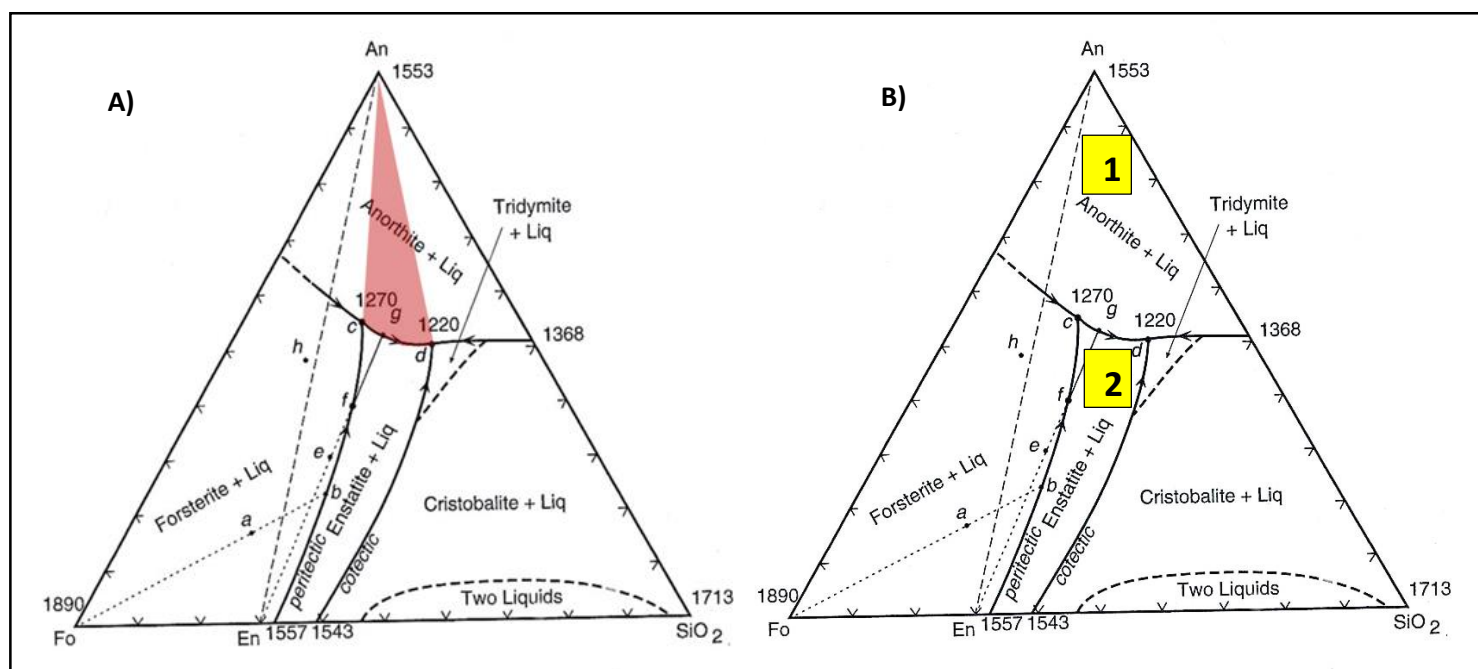 A)
An
1553
Tridymite
+ Liq
Anorthite + Liq
1270
g
1220
c
d
1368
h
f
e
b
a
Forsterite + Liq
Enstatite + Liq
Cristobalite + Liq
peritectic
cotectic
Two Liquids
1890
1713
Fo
En
1557
1543
SiO2
B)
An
1553
1
Tridymite
+ Liq
Anorthite + Liq
1270
g
1220
c
d
1368
h
2
f
e
b
a
Forsterite + Liq
Enstatite + Liq
Cristobalite + Liq
peritectic
cotectic
Two Liquids
1890
1713
Fo
En
1557
1543
SiO2